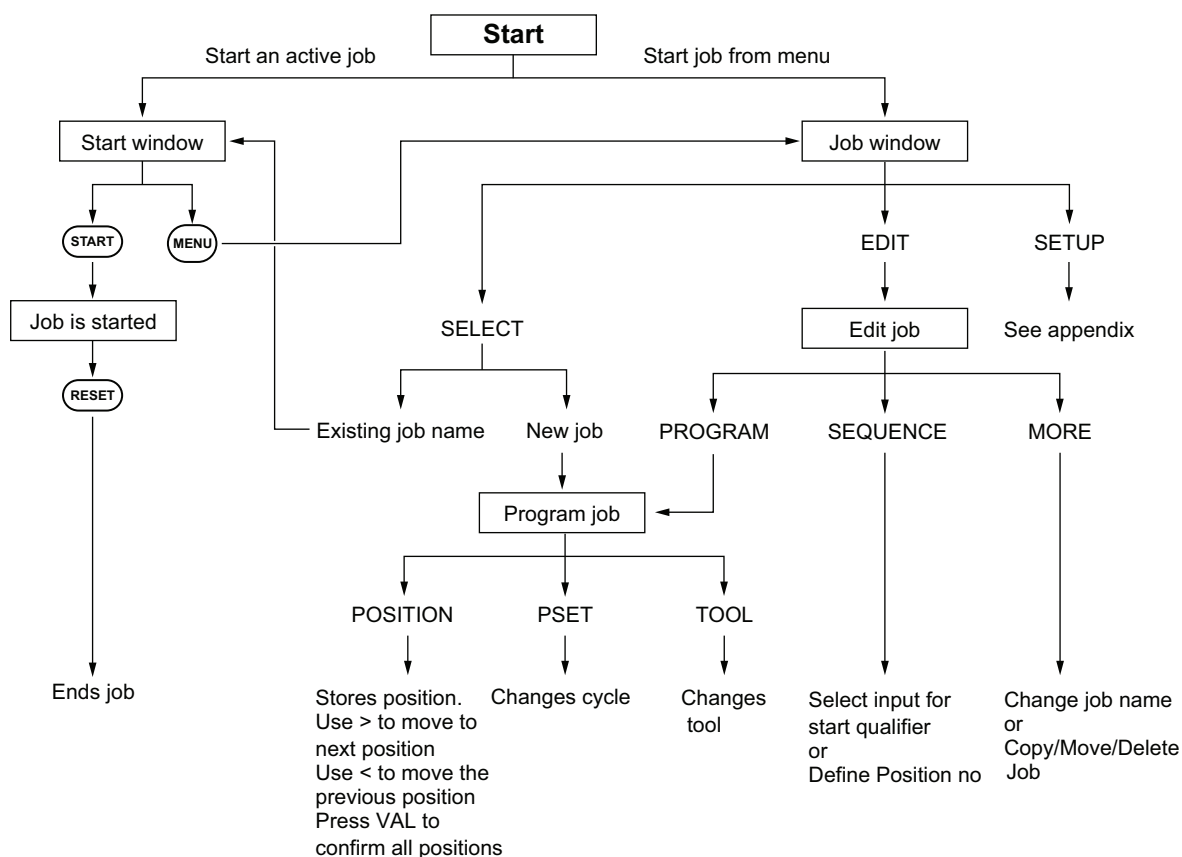 Start
Start an active job
Start job from menu
Start window
Job window
START
MENU
EDIT
SETUP
Job is started
SELECT
Edit job
See appendix
RESET
Existing job name
New job
PROGRAM
SEQUENCE
MORE
Program job
POSITION
PSET
TOOL
Ends job
Stores position.
Use > to move to
next position
Use < to move the
previous position
Press VAL to
confirm all positions
Changes cycle
Changes
tool
Select input for
start qualifier
or
Define Position no
Change job name
or
Copy/Move/Delete
Job